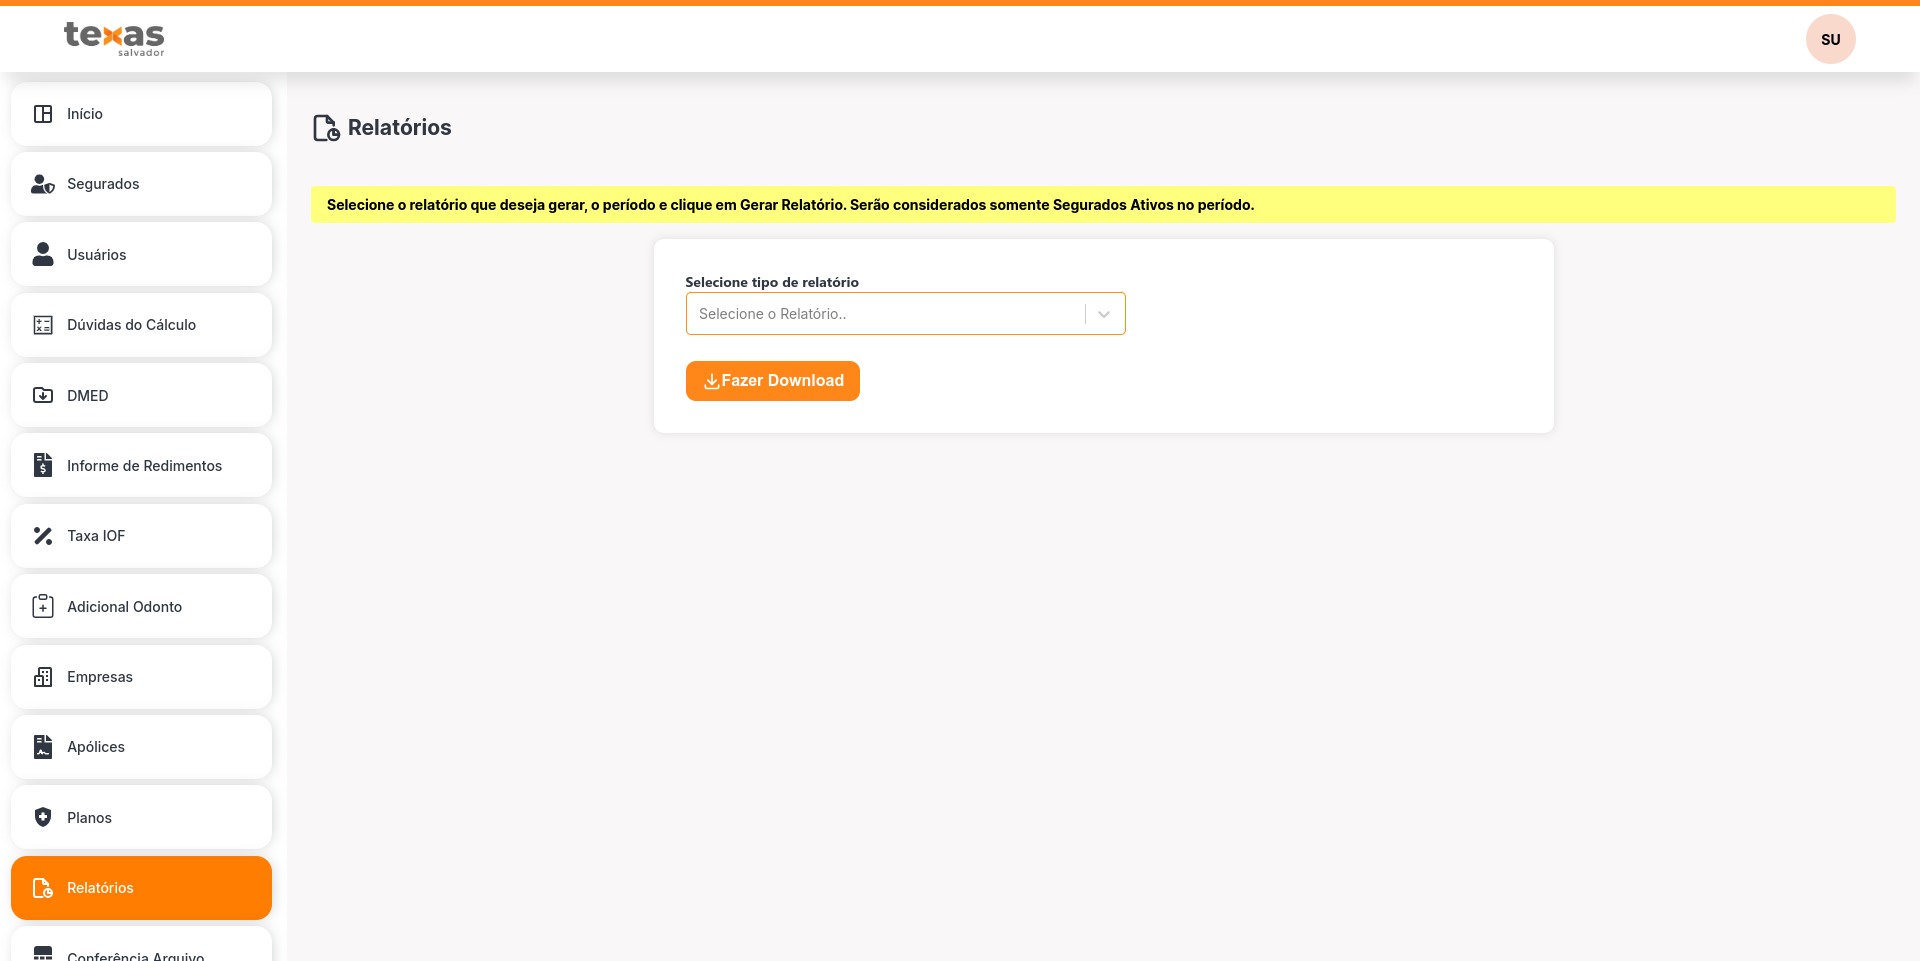 texas
salvador
SU
Início
Segurados
Usuários
Dúvidas do Cálculo
DMED
Informe de Redimentos
Taxa IOF
Adicional Odonto
Empresas
Apólices
Planos
Relatórios
Conferência Arquivo
Relatórios
Selecione o relatório que deseja gerar, o período e clique em Gerar Relatório. Serão considerados somente Segurados Ativos no período.
Selecione tipo de relatório
Selecione o Relatório..
Fazer Download